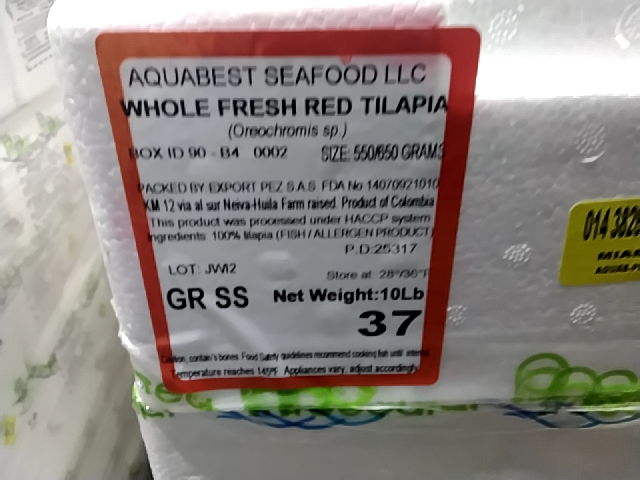 AQUABEST SEAFOOD LLC
WHOLE FRESH RED TILAPIA
(Oreochromis sp.)
BOX ID 90 - B4 0002 SIZE: 550/650 GRAMS
PACKED BY EXPORT PEZ S.A.S. FDA No 14070921010
KM 12 via al sur Neiva-Huila Farm raised. Product of Colombia
This product was processed under HACCP system
Ingredients: 100% tilapia (FISH / ALLERGEN PRODUCT)
P.D:25317
LOT: JWI2
Store at: 28°/36°F
GR SS Net Weight:10Lb
37
Caution, contain's bones. Food Safety guidelines recommend cooking fish until internal
Temperature reaches 145°F. Appliances vary, adjust accordingly
014 382
MIA